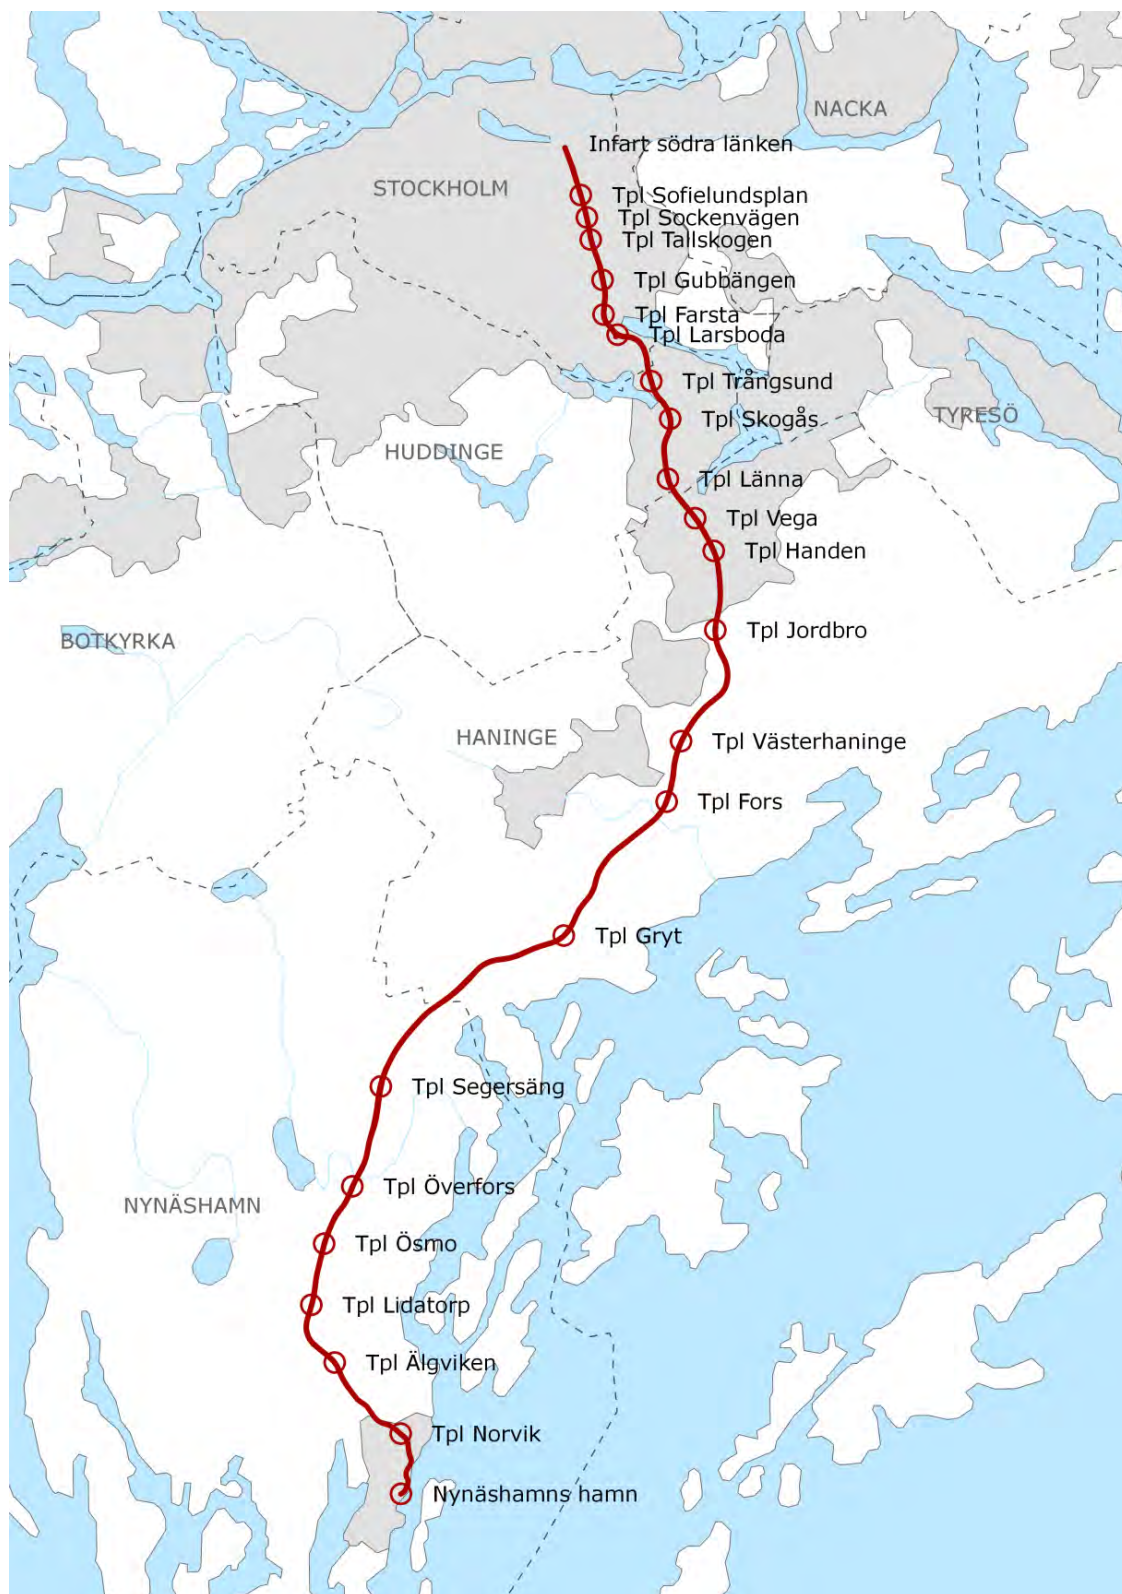 NACKA
Infart södra länken
STOCKHOLM
Tpl Sofielundsplan
Tpl Sockenvägen
Tpl Tallskogen
Tpl Gubbängen
Tpl Farsta
Tpl Larsboda
Tpl Trångsund
TYRESÖ
Tpl Skogås
HUDDINGE
Tpl Länna
Tpl Vega
Tpl Handen
Tpl Jordbro
BOTKYRKA
HANINGE
Tpl Västerhaninge
Tpl Fors
Tpl Gryt
Tpl Segersäng
Tpl Överfors
NYNÄSHAMN
Tpl Ösmo
Tpl Lidatorp
Tpl Älgviken
Tpl Norvik
Nynäshamns hamn